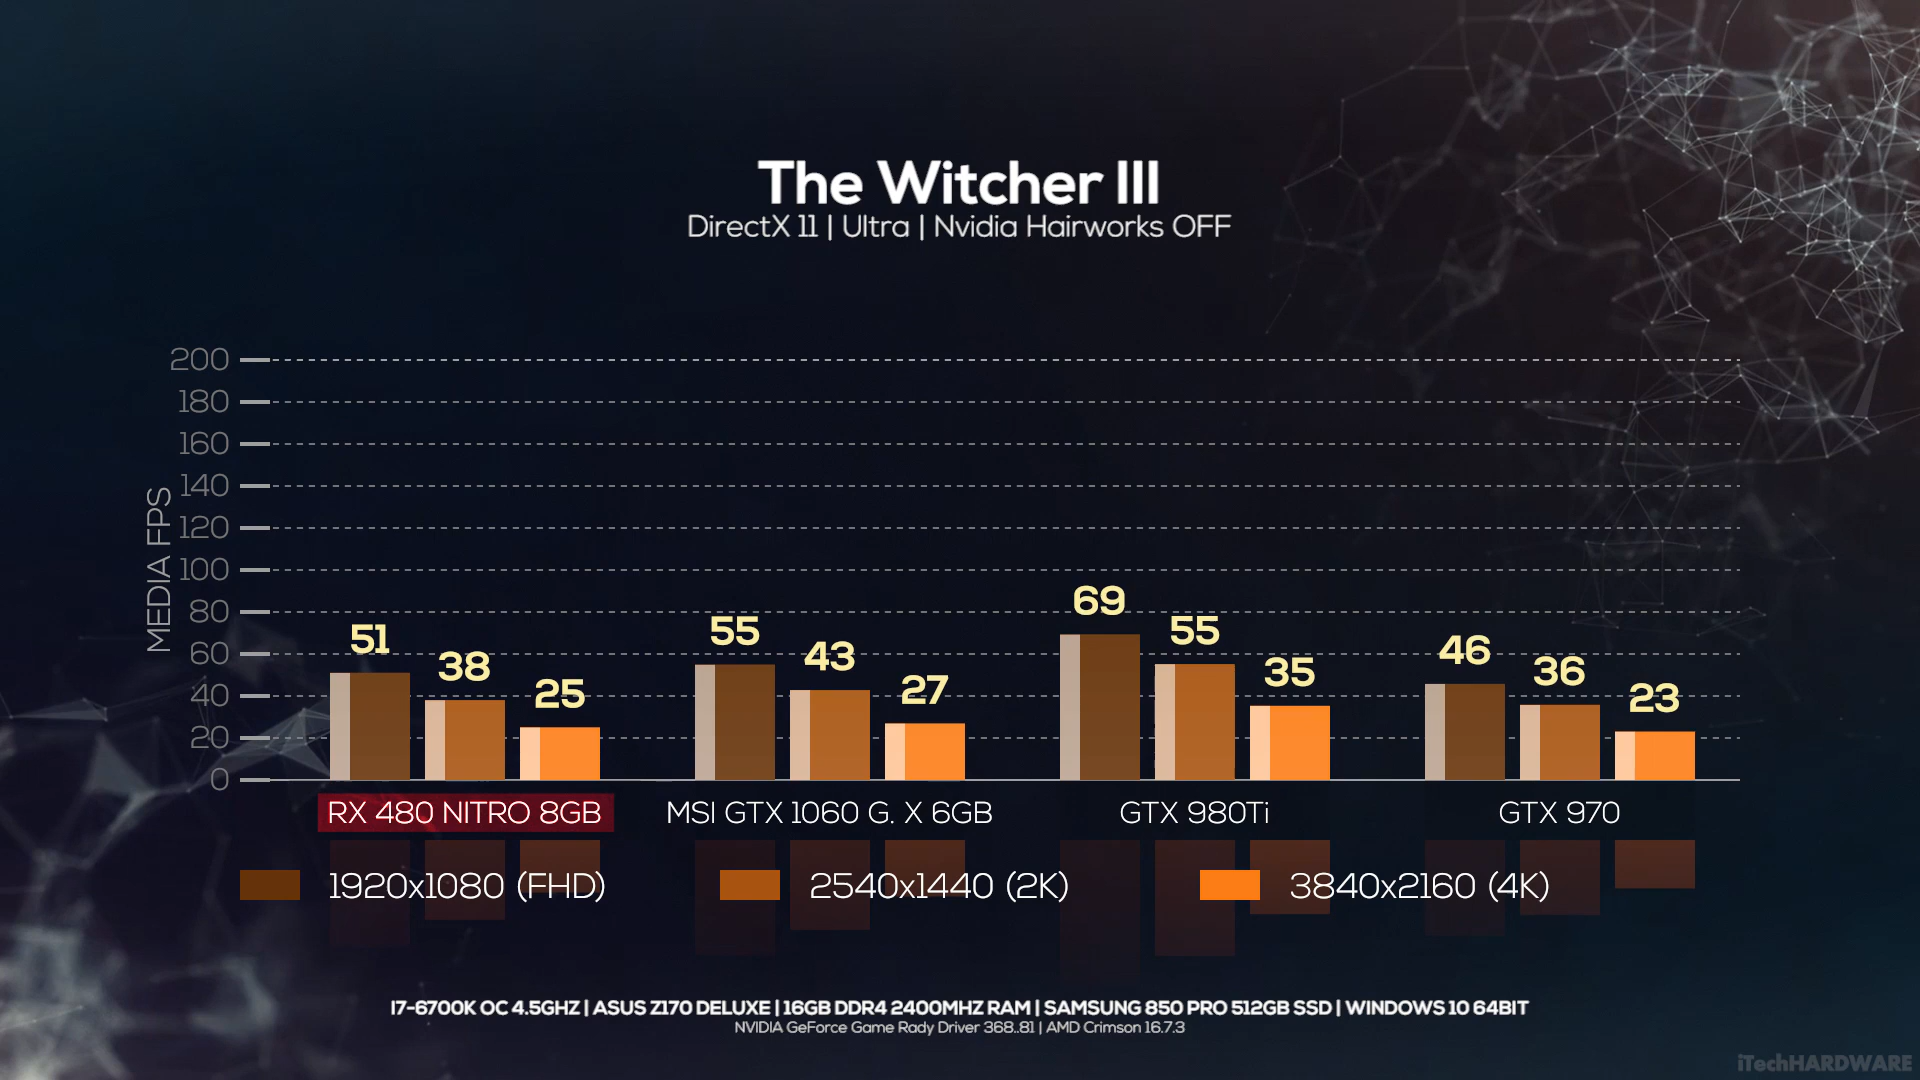 The Witcher III
DirectX 11 | Ultra | Nvidia Hairworks OFF
MEDIA FPS
200
180
160
140
120
100
80
60
40
20
0
51
38
25
55
43
27
69
55
35
46
36
23
RX 480 NITRO 8GB
MSI GTX 1060 G. X 6GB
GTX 980Ti
GTX 970
1920x1080 (FHD)
2540x1440 (2K)
3840x2160 (4K)
I7-6700K OC 4.5GHZ | ASUS Z170 DELUXE | 16GB DDR4 2400MHZ RAM | SAMSUNG 850 PRO 512GB SSD | WINDOWS 10 64BIT
NVIDIA GeForce Game Rady Driver 368..81 | AMD Crimson 16.7.3
iTechHARDWARE